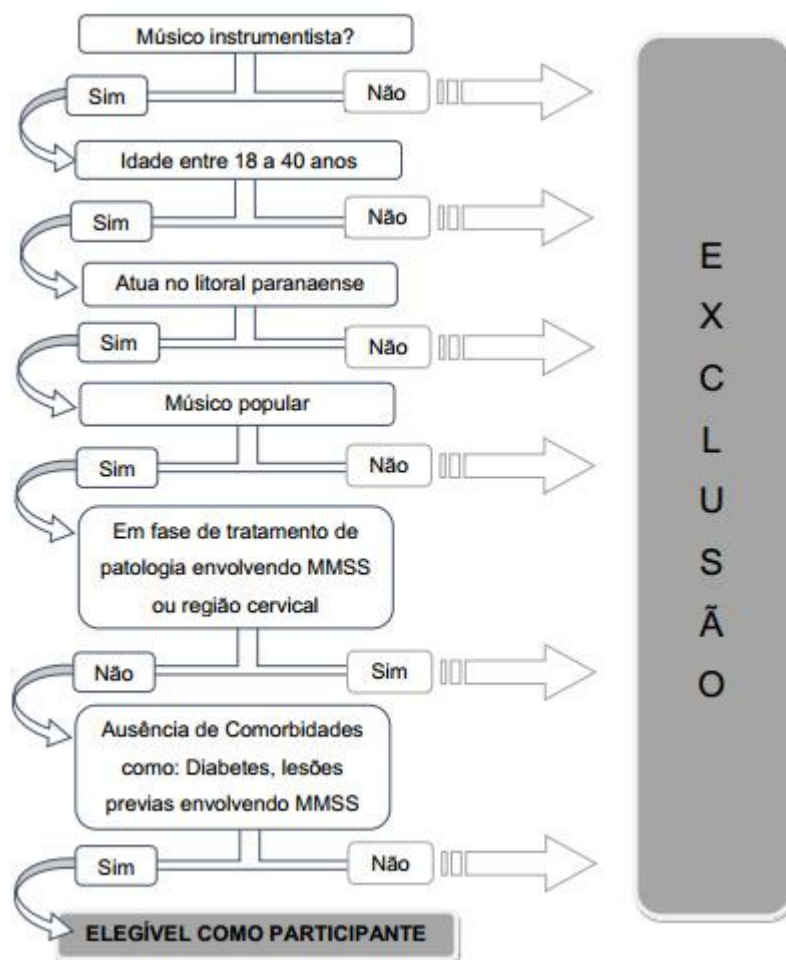 Músico instrumentista?
Sim
Não
Idade entre 18 a 40 anos
Sim
Não
Atua no litoral paranaense
Sim
Não
Músico popular
Sim
Não
Em fase de tratamento de
patologia envolvendo MMSS
ou região cervical
Não
Sim
Ausência de Comorbidades
como: Diabetes, lesões
previas envolvendo MMSS
Sim
Não
ELEGÍVEL COMO PARTICIPANTE
E
X
C
L
U
S
Ã
O